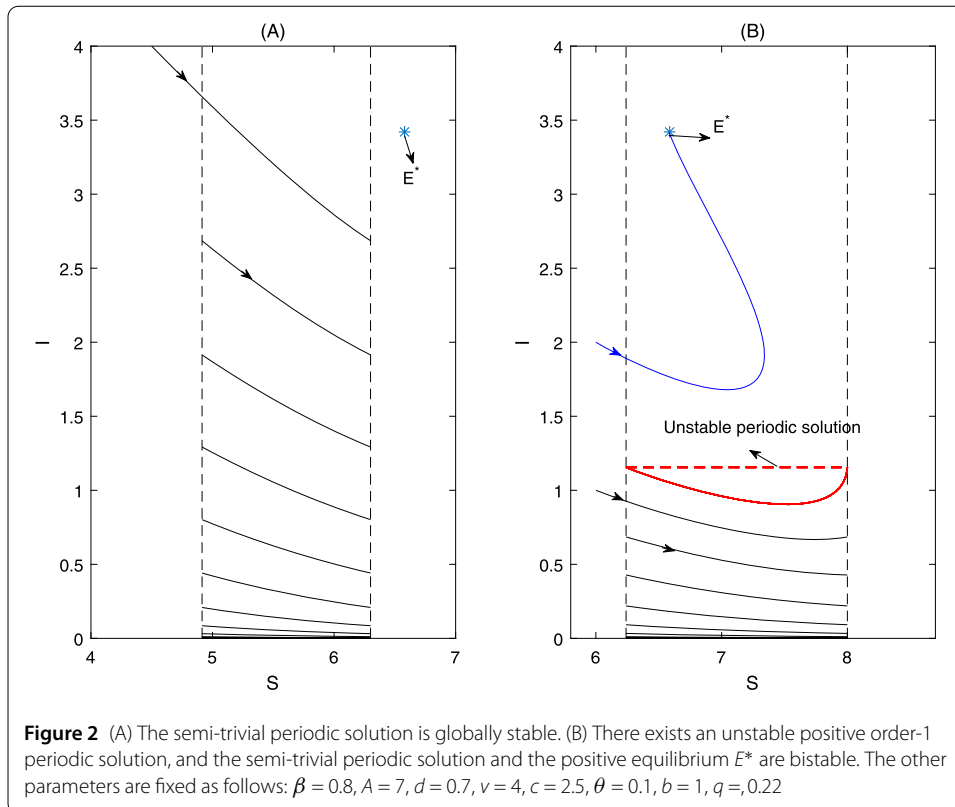 (A)
4
3.5
3
2.5
2
1.5
1
0.5
0
I
4
5
6
7
S
E*
(B)
4
3.5
3
2.5
2
1.5
1
0.5
0
I
6
7
8
S
E*
Unstable periodic solution
Figure 2 (A) The semi-trivial periodic solution is globally stable. (B) There exists an unstable positive order-1
periodic solution, and the semi-trivial periodic solution and the positive equilibrium E* are bistable. The other
parameters are fixed as follows: β = 0.8, A = 7, d = 0.7, v = 4, c = 2.5, θ = 0.1, b = 1, q =, 0.22